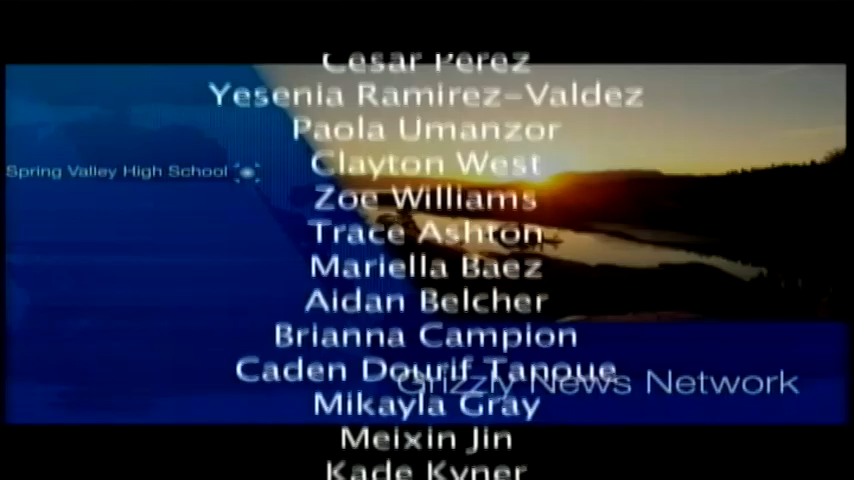 Cesar Perez
Yesenia Ramirez-Valdez
Paola Umanzor
Clayton West
Spring Valley High School
Zoe Williams
Trace Ashton
Mariella Baez
Aidan Belcher
Brianna Campion
Caden Dourif Tanoue
Grizzly News Network
Mikayla Gray
Meixin Jin
Kade Kyner